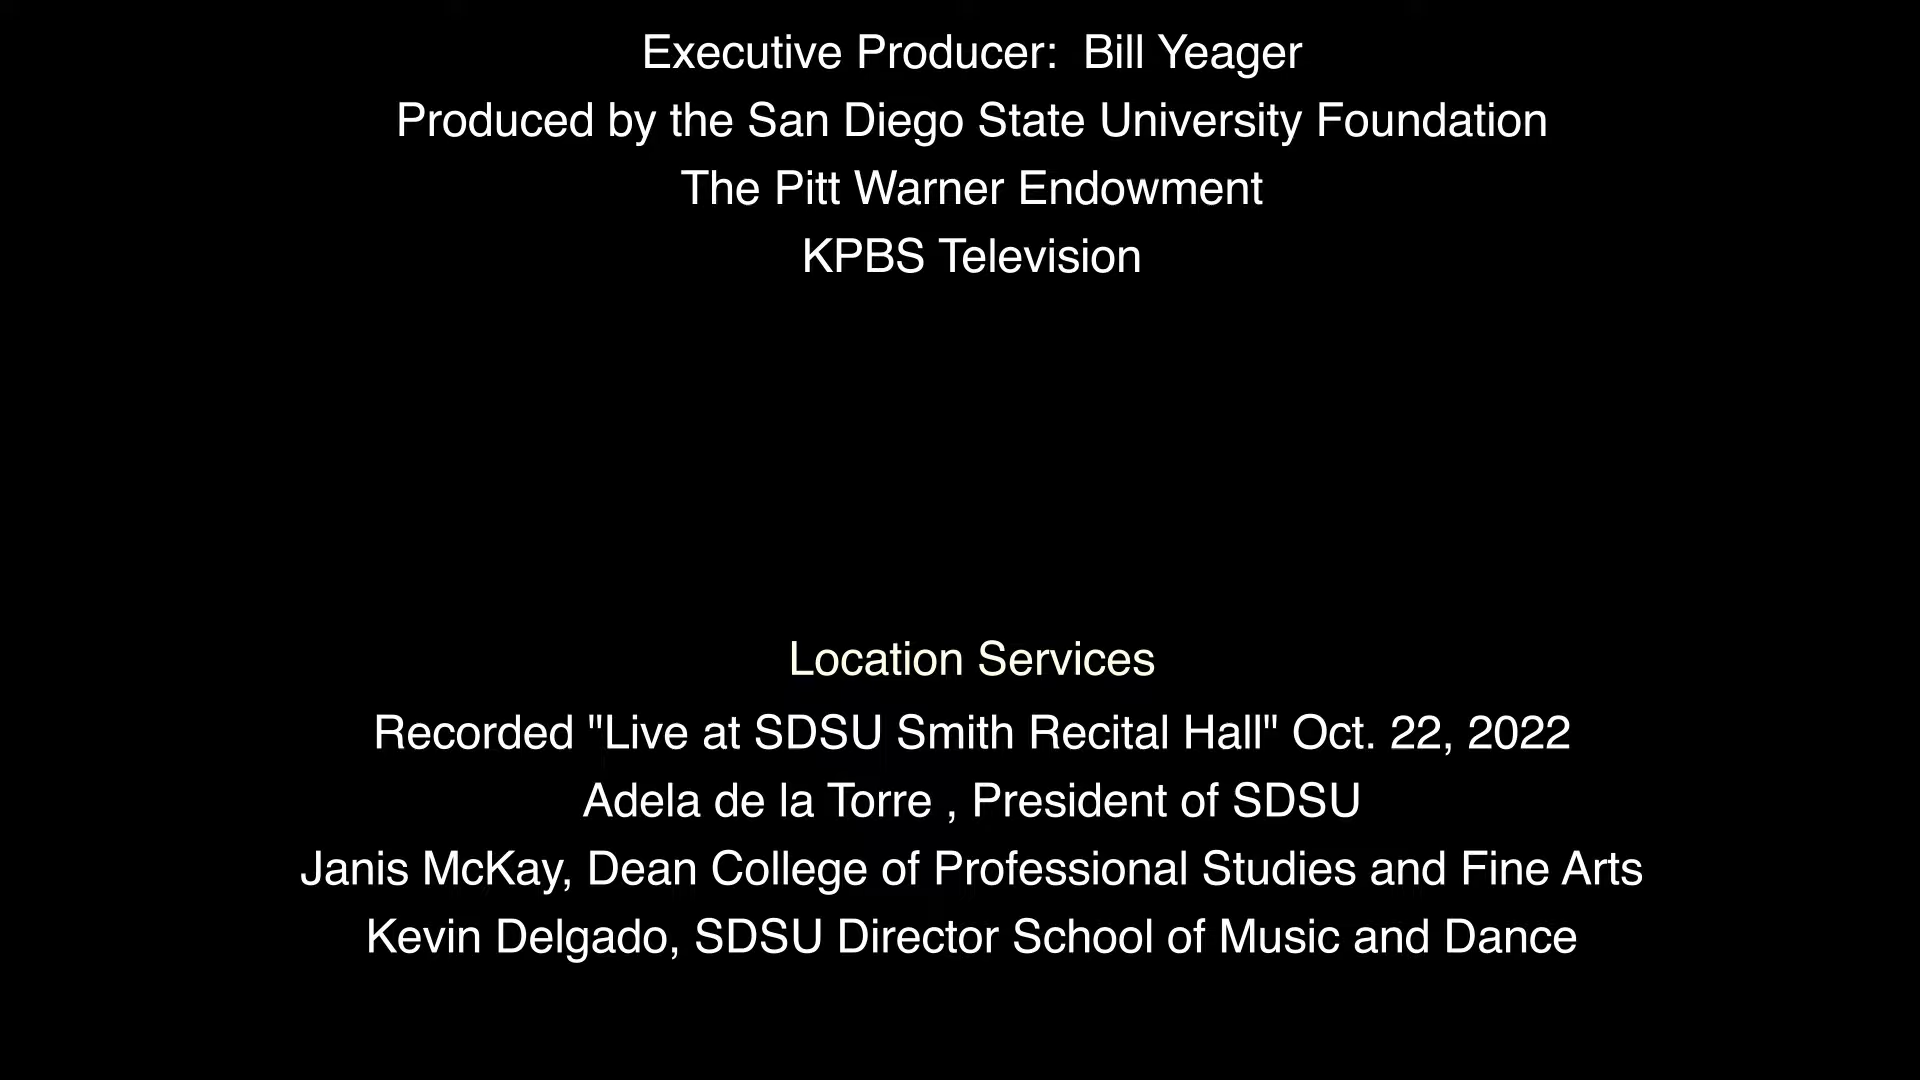 Executive Producer:  Bill Yeager
Produced by the San Diego State University Foundation
The Pitt Warner Endowment
KPBS Television
Location Services
Recorded "Live at SDSU Smith Recital Hall" Oct. 22, 2022
Adela de la Torre , President of SDSU
Janis McKay, Dean College of Professional Studies and Fine Arts
Kevin Delgado, SDSU Director School of Music and Dance